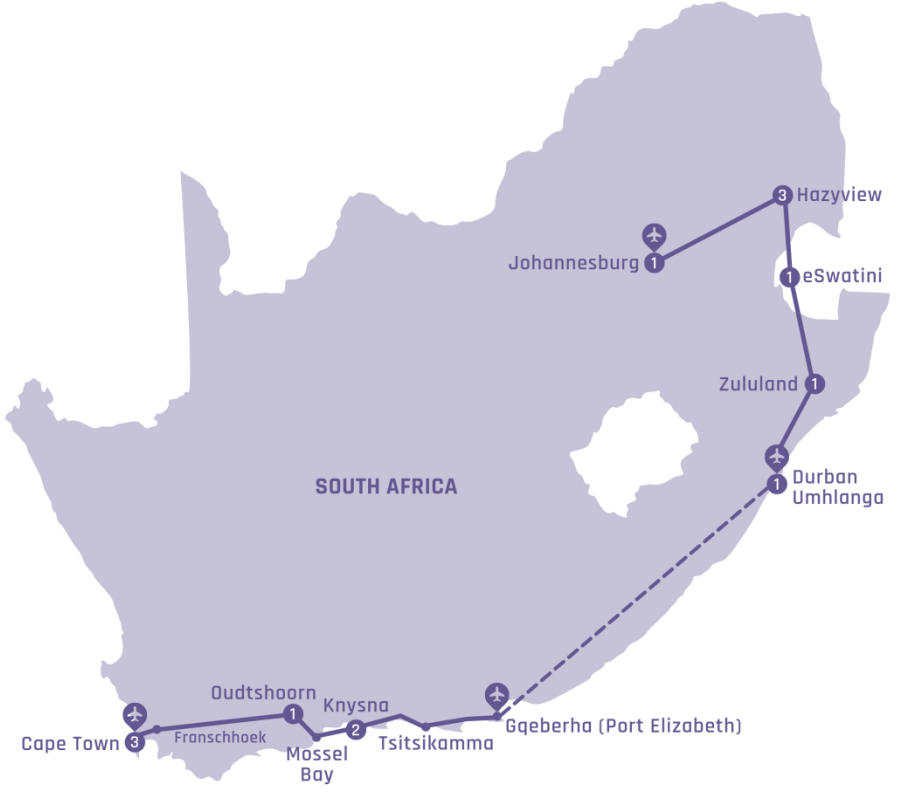 3 Hazyview
Johannesburg 1
1 eSwatini
Zululand 1
SOUTH AFRICA
1 Durban
Umhlanga
Oudtshoorn
1
Knysna
2
Gqeberha (Port Elizabeth)
Franschhoek
Cape Town 3
Tsitsikamma
Mossel
Bay